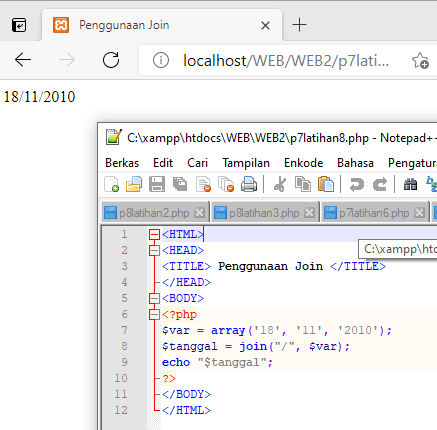 Penggunaan Join
localhost/WEB/WEB2/p7lati...
18/11/2010
C:\xampp\htdocs\WEB\WEB2\p7latihan8.php - Notepad+
Berkas Edit Cari Tampilan Enkode Bahasa Pengatur
p8latihan2.php p8latihan3.php p7latihan6.php
C:\xampp\htd
1 <HTML>
2 <HEAD>
3 <TITLE> Penggunaan Join </TITLE>
4 </HEAD>
5 <BODY>
6 <?php
7 $var = array('18', '11', '2010');
8 $tanggal = join("/", $var);
9 echo "$tanggal";
10 ?>
11 </BODY>
12 </HTML>